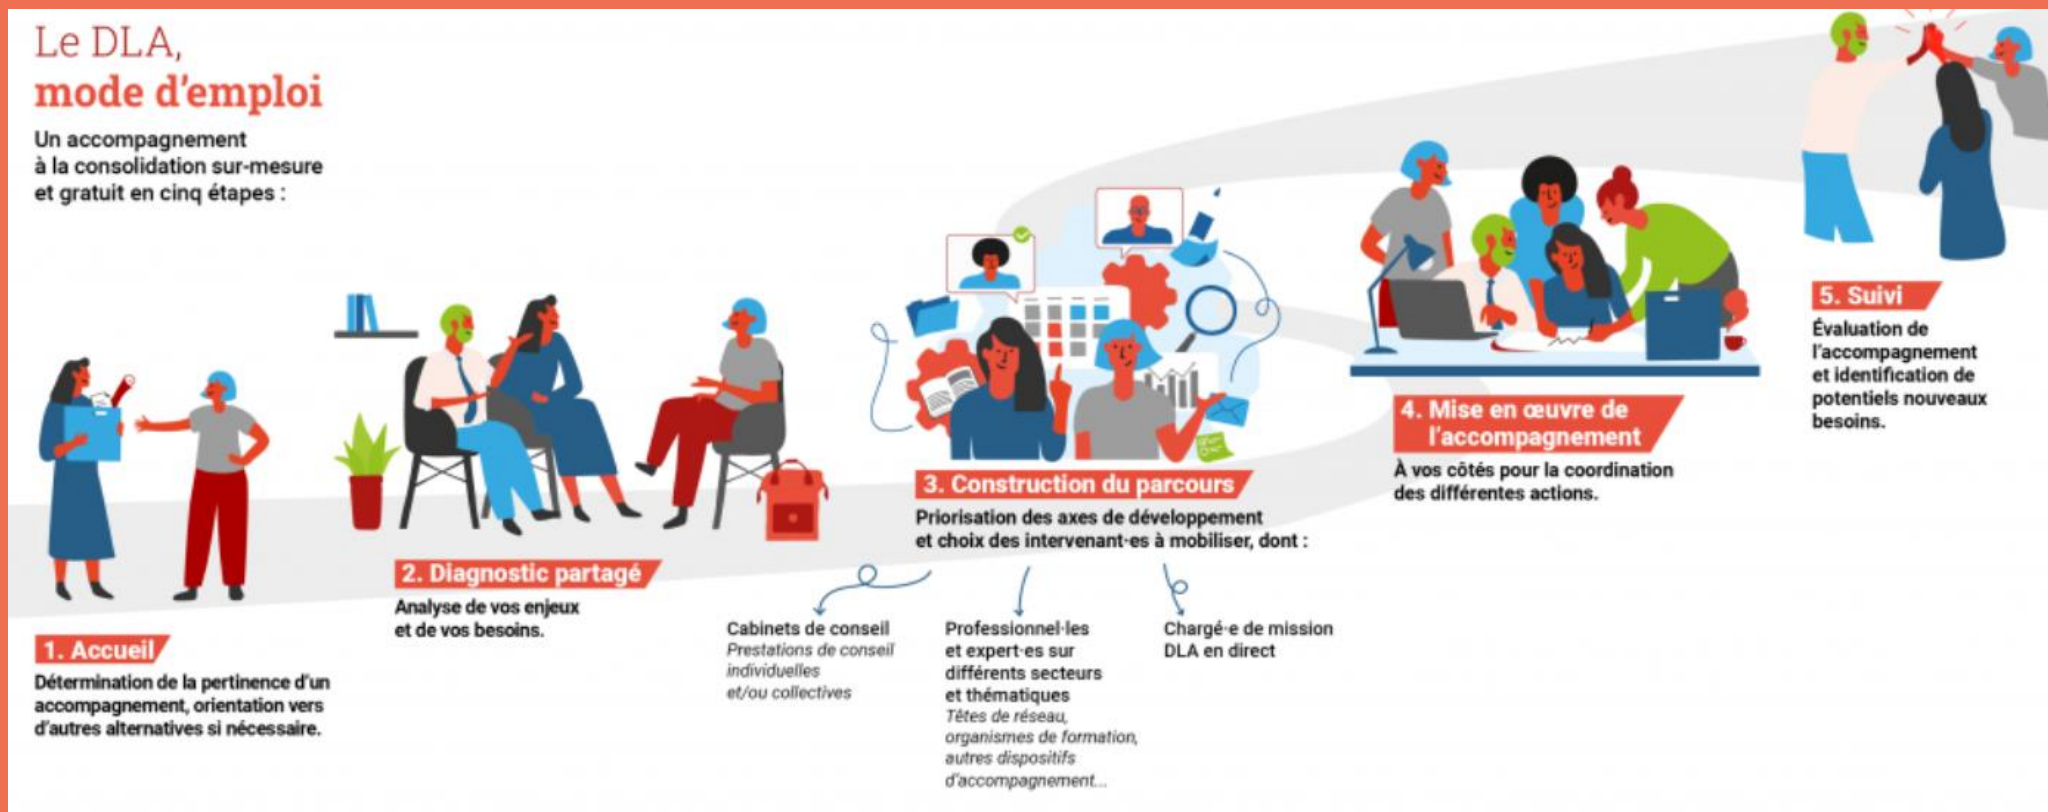 Le DLA,
mode d'emploi
Un accompagnement
à la consolidation sur-mesure
et gratuit en cinq étapes :
1. Accueil
Détermination de la pertinence d'un
accompagnement, orientation vers
d'autres alternatives si nécessaire.
2. Diagnostic partagé
Analyse de vos enjeux
et de vos besoins.
3. Construction du parcours
Priorisation des axes de développement
et choix des intervenant·es à mobiliser, dont :
Cabinets de conseil
Prestations de conseil
individuelles
et/ou collectives
Professionnel·les
et expert·es sur
différents secteurs
et thématiques
Têtes de réseau,
organismes de formation,
autres dispositifs
d'accompagnement...
Chargé·e de mission
DLA en direct
4. Mise en œuvre de
l'accompagnement
À vos côtés pour la coordination
des différentes actions.
5. Suivi
Évaluation de
l'accompagnement
et identification de
potentiels nouveaux
besoins.